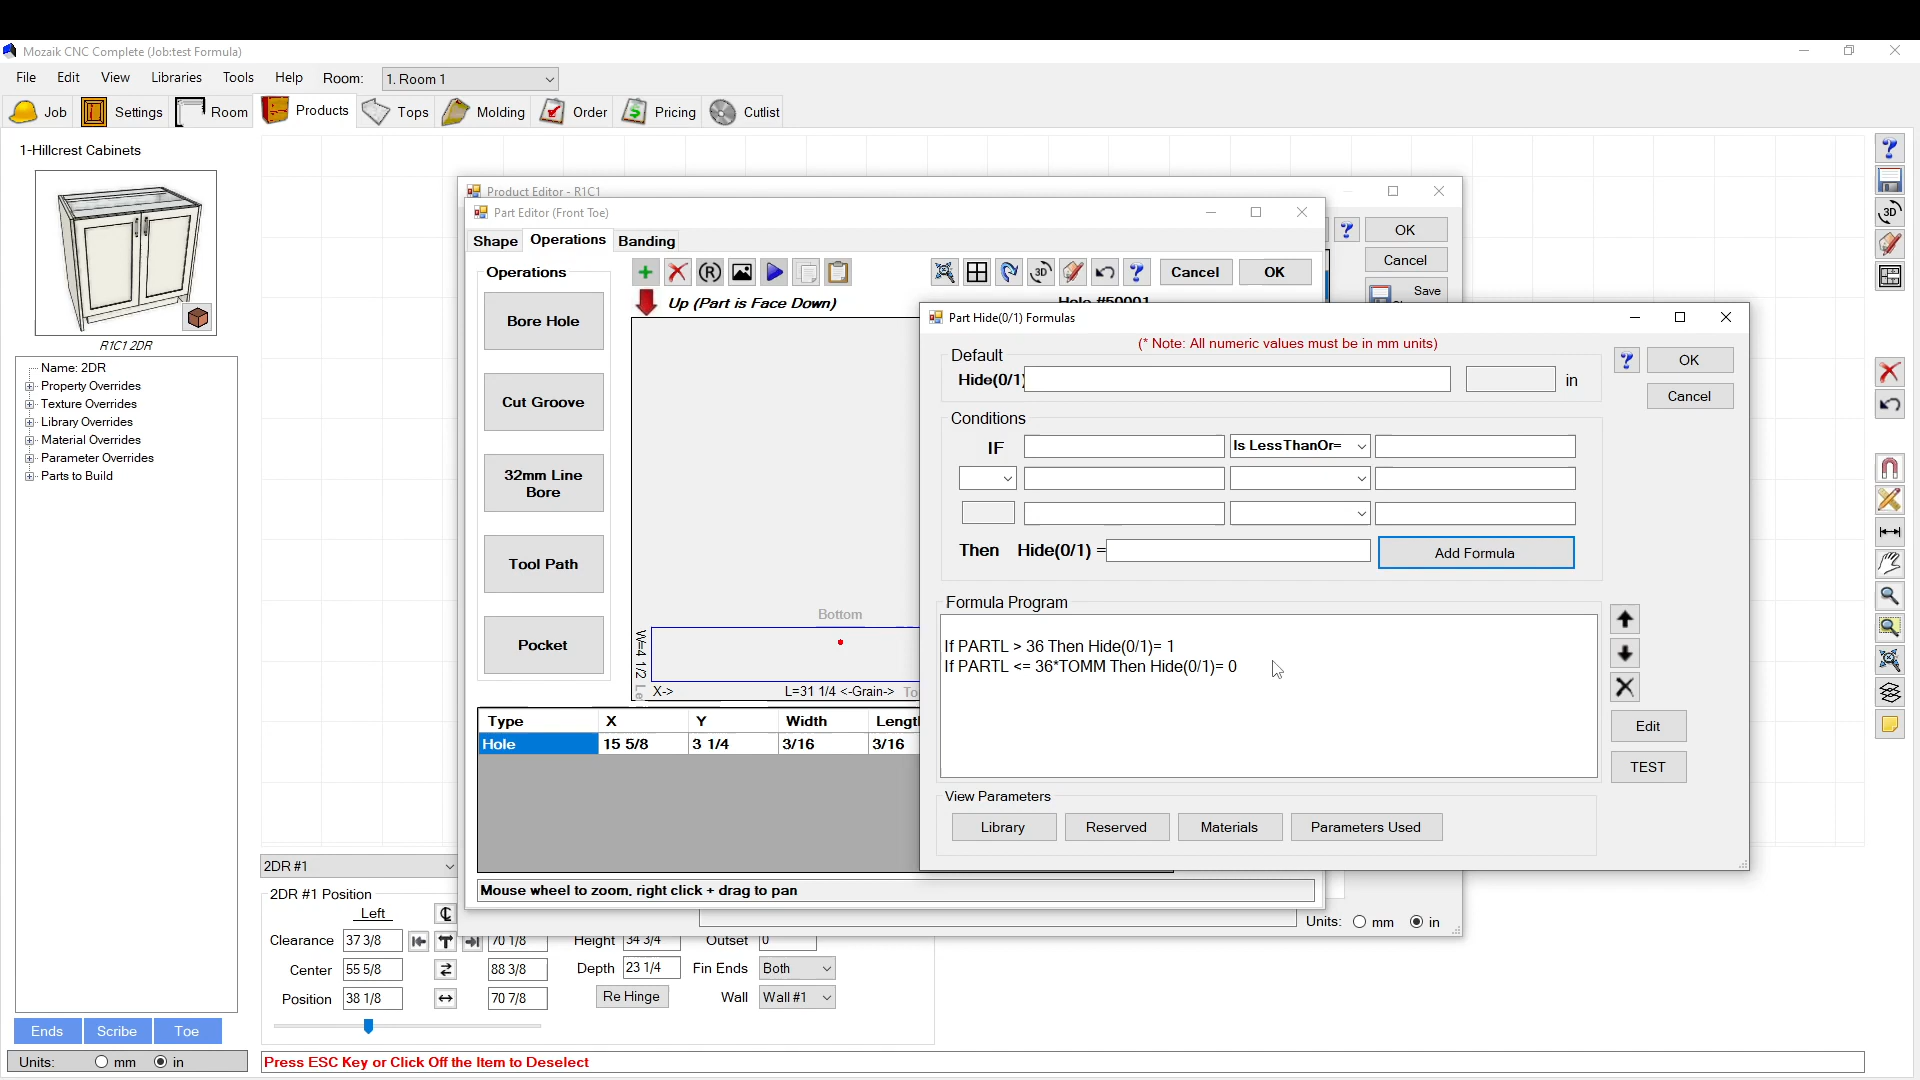 Mozaik CNC Complete (Job:test Formula)
File Edit View Libraries Tools Help Room: 1. Room 1
Job Settings Room Products Tops Molding Order Pricing Cutlist
1-Hillcrest Cabinets
R1C1 2DR
Name: 2DR
Property Overrides
Texture Overrides
Library Overrides
Material Overrides
Parameter Overrides
Parts to Build
Ends Scribe Toe
Units: mm in
Product Editor - R1C1
OK
Cancel
Save
Part Editor (Front Toe)
Shape Operations Banding
Operations
Bore Hole
Cut Groove
32mm Line
Bore
Tool Path
Pocket
Cancel OK
Up (Part is Face Down)
Hole #50001
Bottom
W=4 1/2
X->
L=31 1/4 <-Grain->
Type X Y Width Length
Hole 15 5/8 3 1/4 3/16 3/16
Mouse wheel to zoom, right click + drag to pan
Units: mm in
Part Hide(0/1) Formulas
(* Note: All numeric values must be in mm units)
Default
Hide(0/1) in
OK
Cancel
Conditions
IF Is LessThanOr=
Then Hide(0/1) = Add Formula
Formula Program
If PARTL > 36 Then Hide(0/1)= 1
If PARTL <= 36*TOMM Then Hide(0/1)= 0
Edit
TEST
View Parameters
Library Reserved Materials Parameters Used
2DR #1
2DR #1 Position
Left
Clearance 37 3/8 70 1/8
Center 55 5/8 88 3/8
Position 38 1/8 70 7/8
Height 34 3/4 Outset 0
Depth 23 1/4 Fin Ends Both
Re Hinge Wall Wall #1
Press ESC Key or Click Off the Item to Deselect
3D
3D